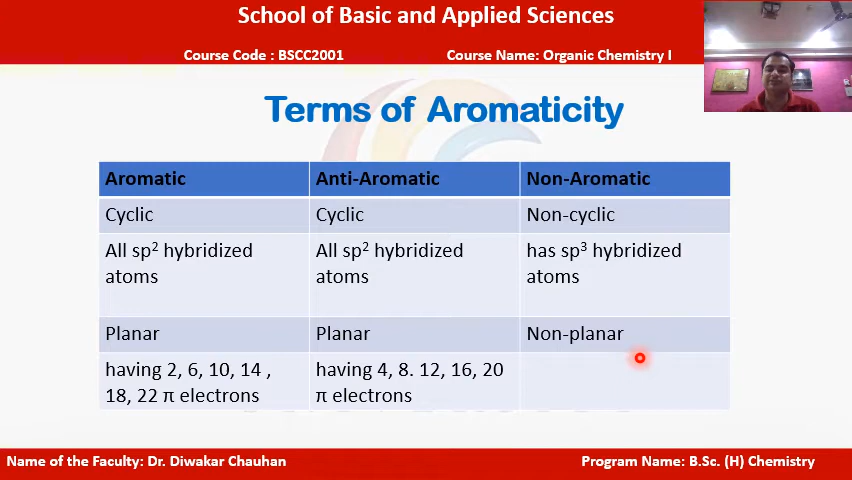 School of Basic and Applied Sciences
Course Code : BSCC2001 Course Name: Organic Chemistry I
Terms of Aromaticity
Aromatic Anti-Aromatic Non-Aromatic
Cyclic Cyclic Non-cyclic
All sp² hybridized All sp² hybridized has sp³ hybridized
atoms atoms atoms
Planar Planar Non-planar
having 2, 6, 10, 14 , having 4, 8. 12, 16, 20
18, 22 π electrons π electrons
Name of the Faculty: Dr. Diwakar Chauhan Program Name: B.Sc. (H) Chemistry